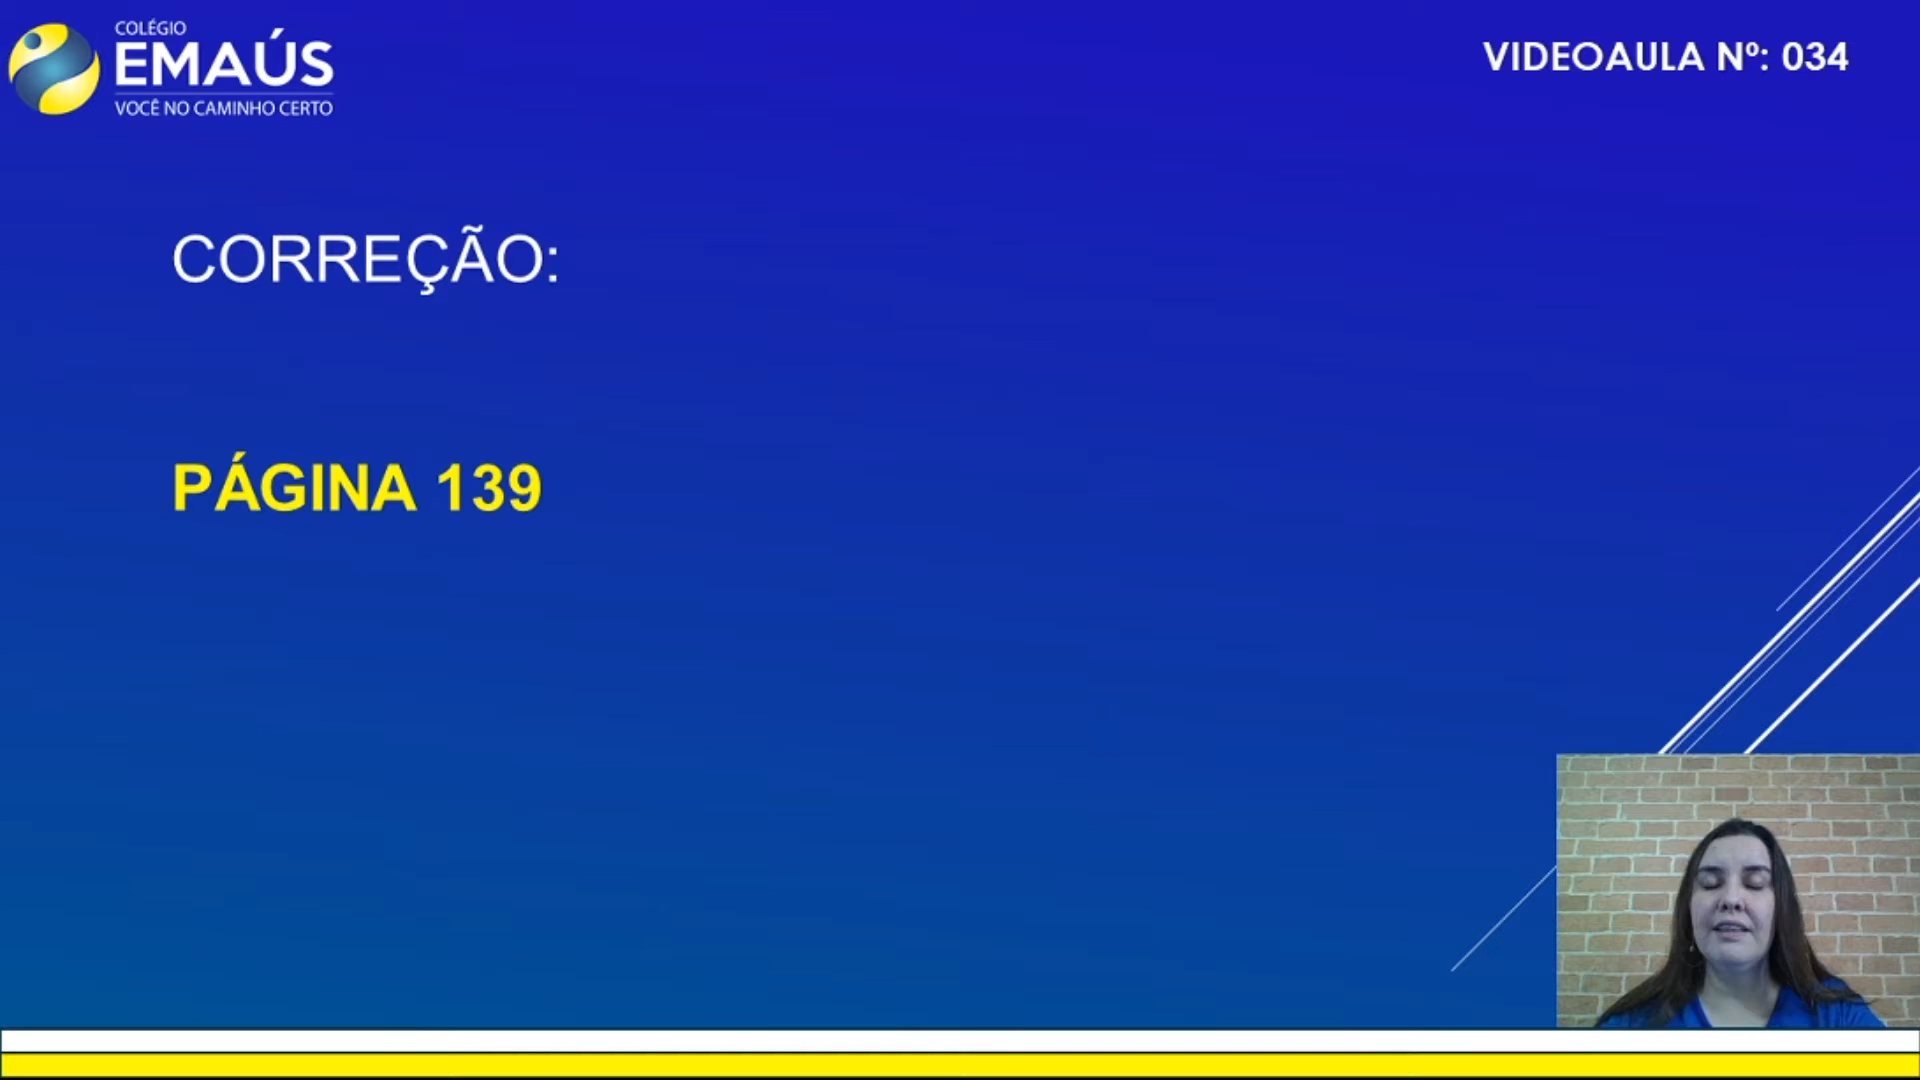 COLÉGIO
EMAÚS
VOCÊ NO CAMINHO CERTO
VIDEOAULA Nº: 034
CORREÇÃO:
PÁGINA 139